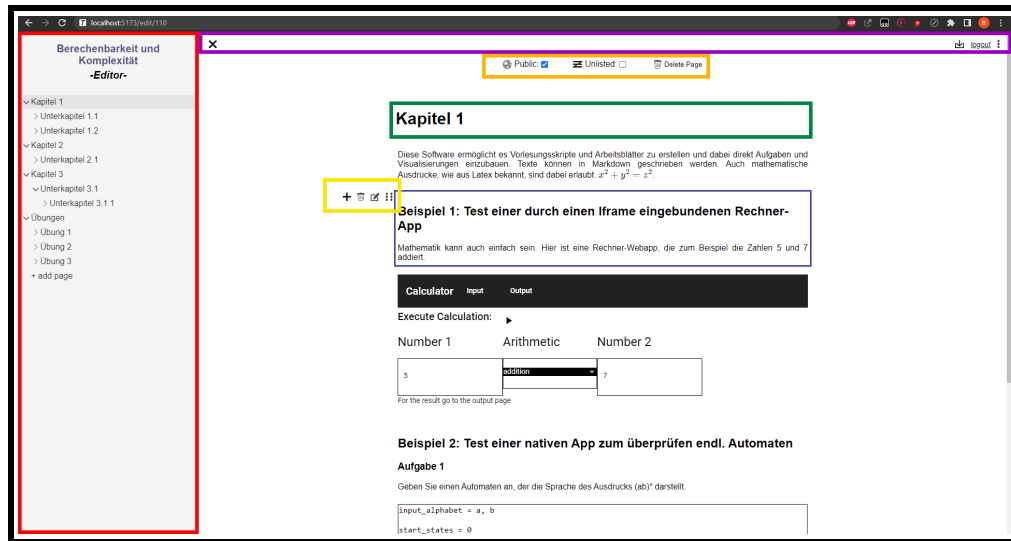 localhost:5173/edit/110
Berechenbarkeit und
Komplexität
-Editor-
Kapitel 1
Unterkapitel 1.1
Unterkapitel 1.2
Kapitel 2
Unterkapitel 2.1
Kapitel 3
Unterkapitel 3.1
Unterkapitel 3.1.1
Übungen
Übung 1
Übung 2
Übung 3
+ add page
logout
Public: Unlisted: Delete Page
Kapitel 1
Diese Software ermöglicht es Vorlesungsskripte und Arbeitsblätter zu erstellen und dabei direkt Aufgaben und
Visualisierungen einzubauen. Texte können in Markdown geschrieben werden. Auch mathematische
Ausdrücke, wie aus Latex bekannt, sind dabei erlaubt: x² + y² = z².
Beispiel 1: Test einer durch einen Iframe eingebundenen Rechner-
App
Mathematik kann auch einfach sein. Hier ist eine Rechner-Webapp, die zum Beispiel die Zahlen 5 und 7
addiert.
Calculator Input Output
Execute Calculation:
Number 1 Arithmetic Number 2
5 addition 7
For the result go to the output page
Beispiel 2: Test einer nativen App zum überprüfen endl. Automaten
Aufgabe 1
Geben Sie einen Automaten an, der die Sprache des Ausdrucks (ab)* darstellt.
input_alphabet = a, b
start_states = 0